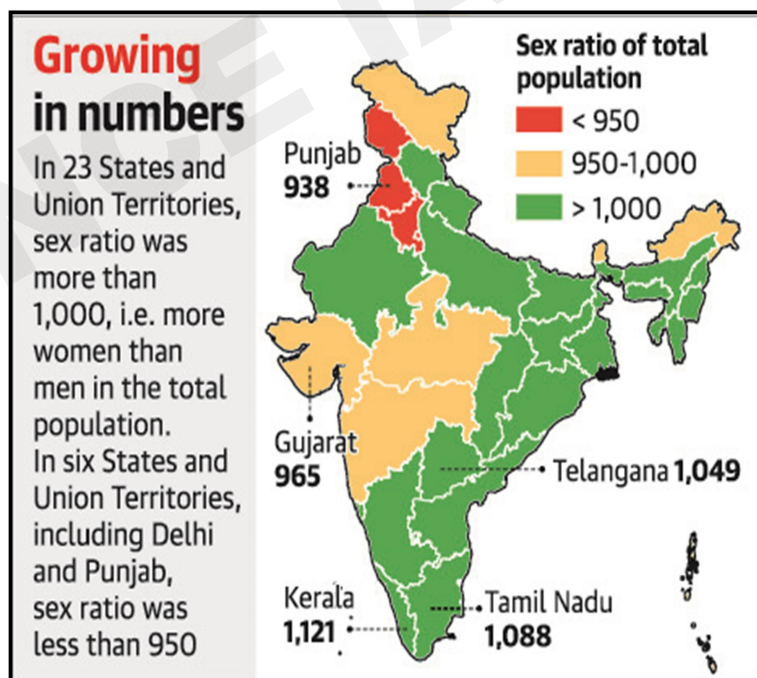 Growing
in numbers
In 23 States and
Union Territories,
sex ratio was
more than
1,000, i.e. more
women than
men in the total
population.
In six States and
Union Territories,
including Delhi
and Punjab,
sex ratio was
less than 950
Sex ratio of total
population
< 950
950-1,000
> 1,000
Punjab
938
Gujarat
965
Telangana 1,049
Kerala
1,121
Tamil Nadu
1,088